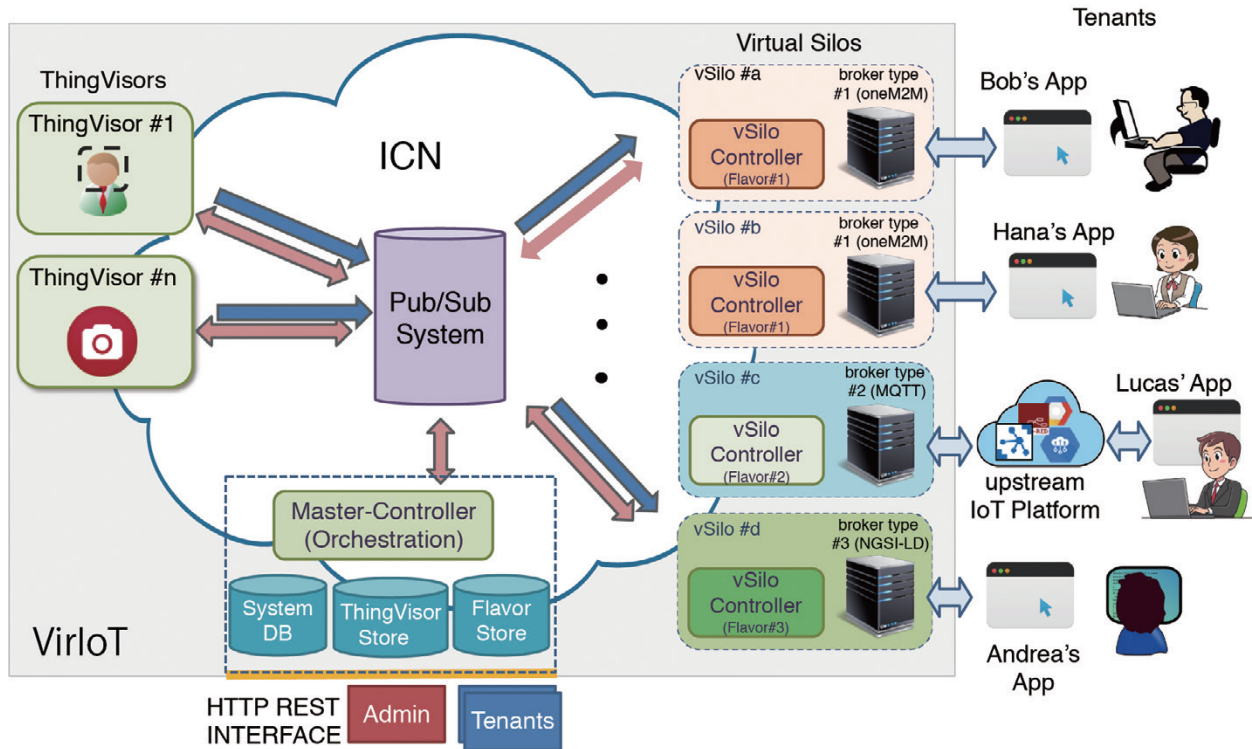 Tenants
ThingVisors
ThingVisor #1
ThingVisor #n
ICN
Pub/Sub
System
Virtual Silos
vSilo #a
broker type
#1 (oneM2M)
vSilo
Controller
(Flavor#1)
Bob's App
vSilo #b
broker type
#1 (oneM2M)
vSilo
Controller
(Flavor#1)
Hana's App
vSilo #c
broker type
#2 (MQTT)
vSilo
Controller
(Flavor#2)
upstream
IoT Platform
Lucas' App
vSilo #d
broker type
#3 (NGSI-LD)
vSilo
Controller
(Flavor#3)
Andrea's
App
Master-Controller
(Orchestration)
System
DB
ThingVisor
Store
Flavor
Store
VirIoT
HTTP REST
INTERFACE
Admin
Tenants